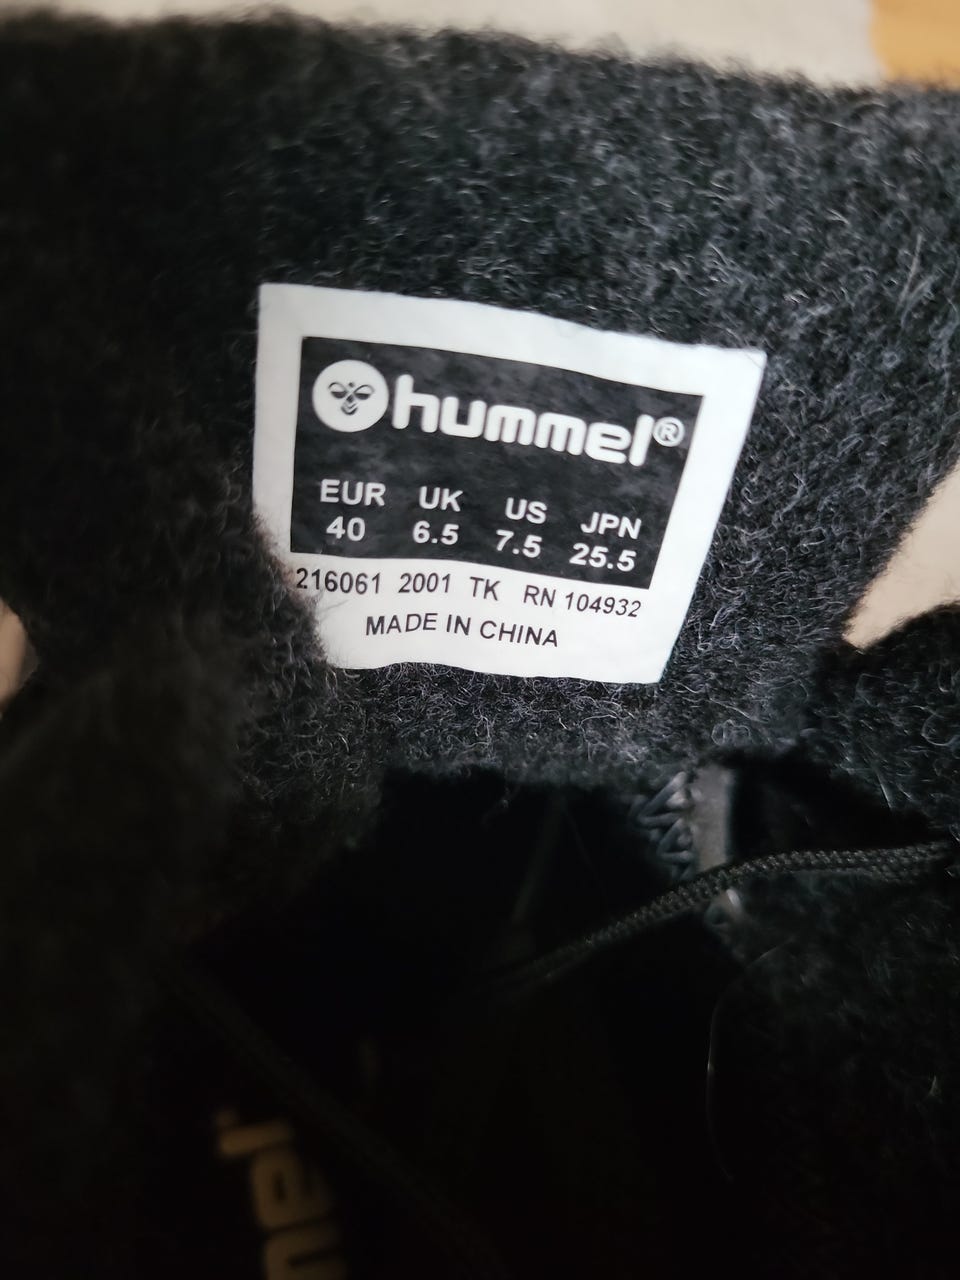 hummel®
EUR UK US JPN
40 6.5 7.5 25.5
216061 2001 TK RN 104932
MADE IN CHINA
mel